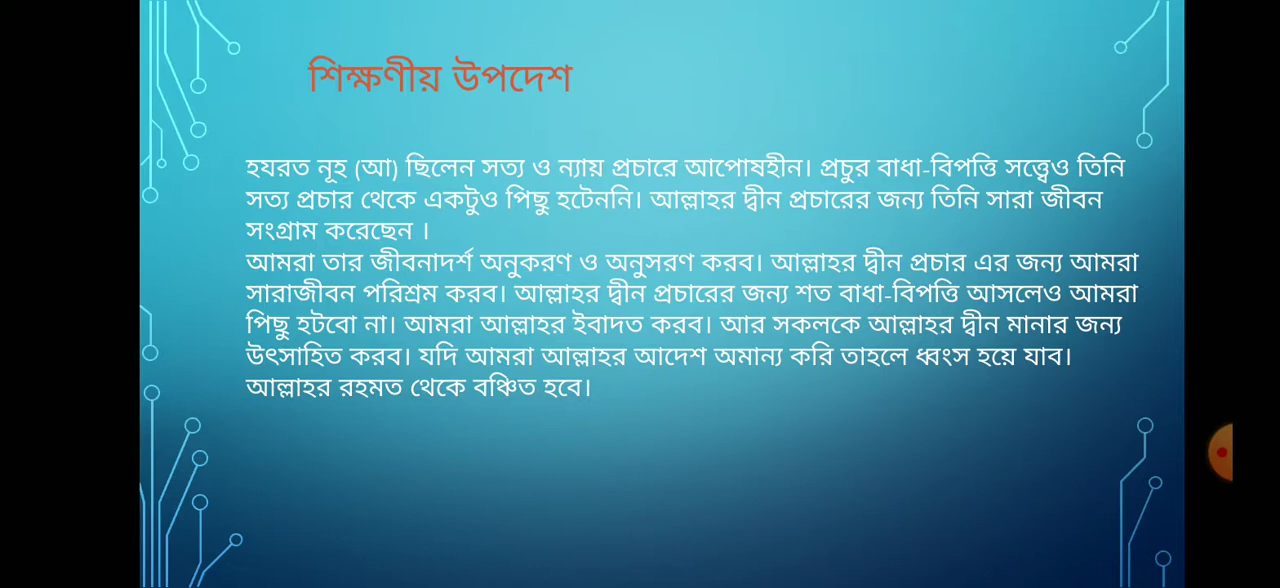 শিক্ষণীয় উপদেশ
হযরত নূহ (আ) ছিলেন সত্য ও ন্যায় প্রচারে আপোষহীন। প্রচুর বাধা-বিপত্তি সত্ত্বেও তিনি
সত্য প্রচার থেকে একটুও পিছু হটেননি। আল্লাহর দ্বীন প্রচারের জন্য তিনি সারা জীবন
সংগ্রাম করেছেন ।
আমরা তার জীবনাদর্শ অনুকরণ ও অনুসরণ করব। আল্লাহর দ্বীন প্রচার এর জন্য আমরা
সারাজীবন পরিশ্রম করব। আল্লাহর দ্বীন প্রচারের জন্য শত বাধা-বিপত্তি আসলেও আমরা
পিছু হটবো না। আমরা আল্লাহর ইবাদত করব। আর সকলকে আল্লাহর দ্বীন মানার জন্য
উৎসাহিত করব। যদি আমরা আল্লাহর আদেশ অমান্য করি তাহলে ধ্বংস হয়ে যাব।
আল্লাহর রহমত থেকে বঞ্চিত হবে।